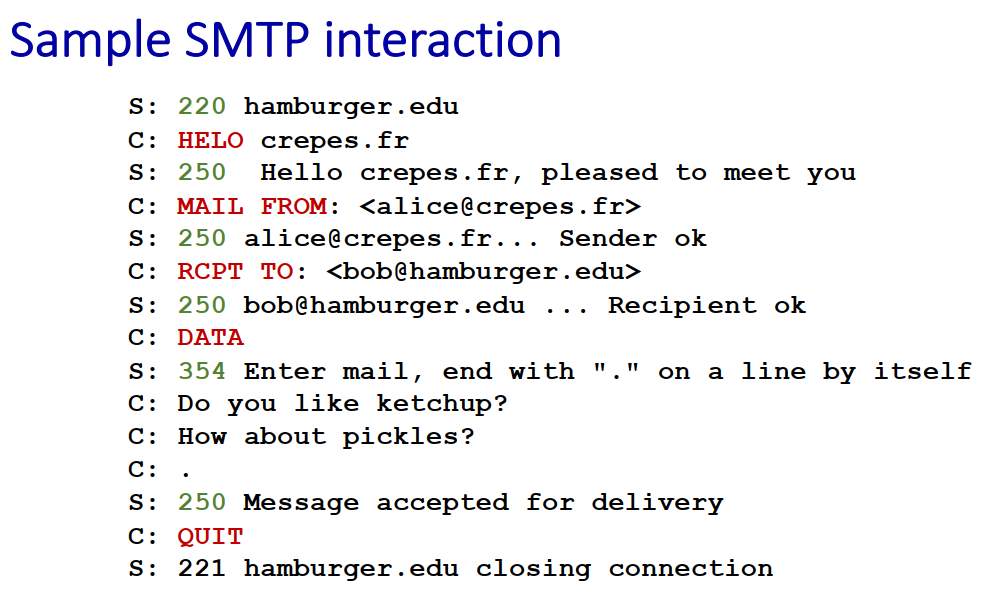 Sample SMTP interaction
S: 220 hamburger.edu
C: HELO crepes.fr
S: 250  Hello crepes.fr, pleased to meet you
C: MAIL FROM: <alice@crepes.fr>
S: 250 alice@crepes.fr... Sender ok
C: RCPT TO: <bob@hamburger.edu>
S: 250 bob@hamburger.edu ... Recipient ok
C: DATA
S: 354 Enter mail, end with "." on a line by itself
C: Do you like ketchup?
C: How about pickles?
C: .
S: 250 Message accepted for delivery
C: QUIT
S: 221 hamburger.edu closing connection